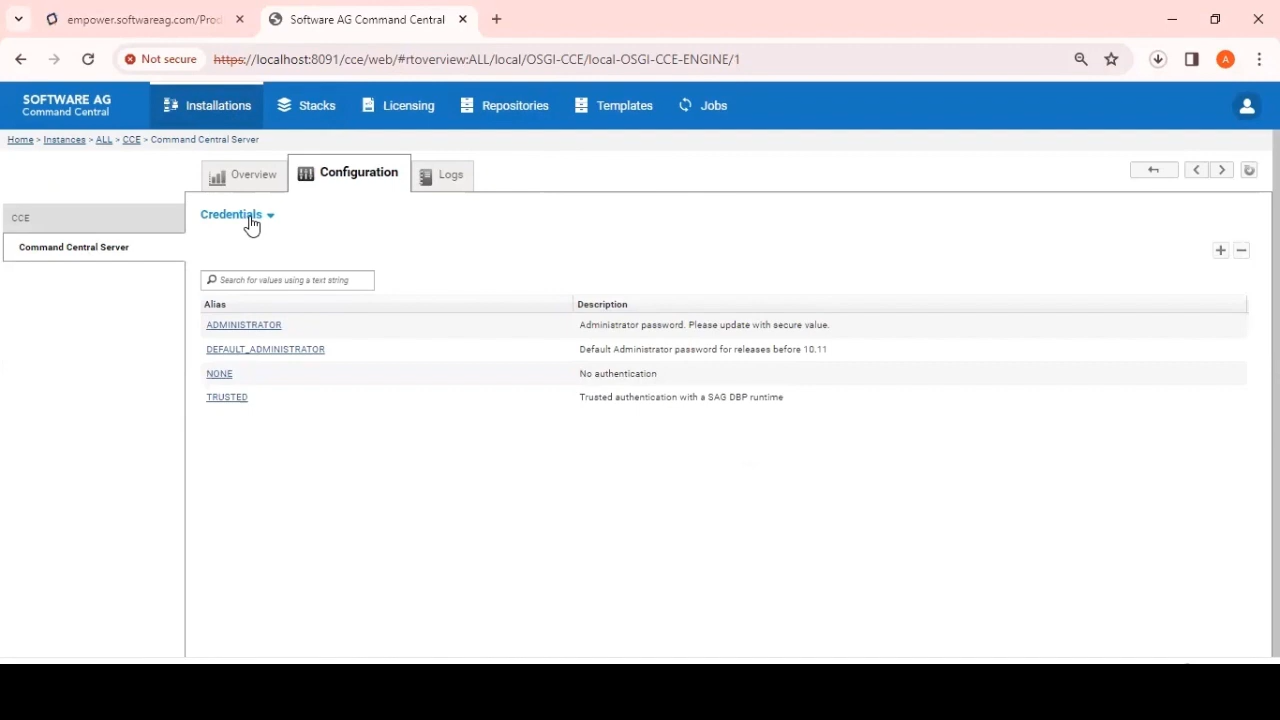 empower.softwareag.com/Prod
Software AG Command Central
Not secure
https://localhost:8091/cce/web/#rtoverview:ALL/local/OSGI-CCE/local-OSGI-CCE-ENGINE/1
A
SOFTWARE AG
Command Central
Installations
Stacks
Licensing
Repositories
Templates
Jobs
Home > Instances > ALL > CCE > Command Central Server
Overview
Configuration
Logs
CCE
Command Central Server
Credentials
Search for values using a text string
Alias Description
ADMINISTRATOR Administrator password. Please update with secure value.
DEFAULT_ADMINISTRATOR Default Administrator password for releases before 10.11
NONE No authentication
TRUSTED Trusted authentication with a SAG DBP runtime